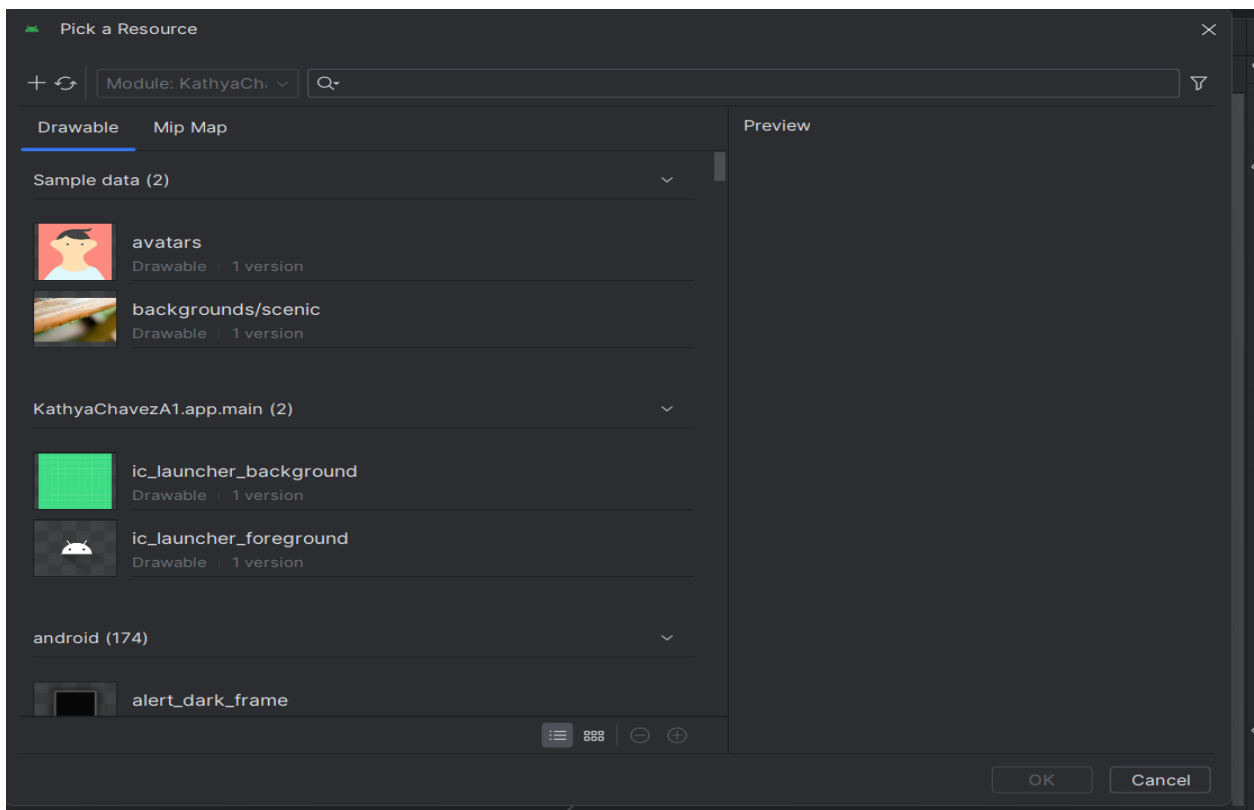 Pick a Resource
Module: KathyaCh
Drawable Mip Map
Preview
Sample data (2)
avatars
Drawable | 1 version
backgrounds/scenic
Drawable | 1 version
KathyaChavezA1.app.main (2)
ic_launcher_background
Drawable | 1 version
ic_launcher_foreground
Drawable | 1 version
android (174)
alert_dark_frame
OK Cancel